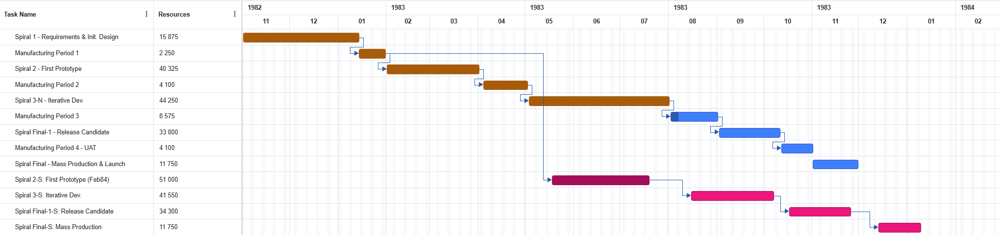 Task Name Resources 1982 1983 1983 1983 1983 1984
11 12 01 02 03 04 05 06 07 08 09 10 11 12 01 02
Spiral 1 - Requirements & Init. Design 15 875
Manufacturing Period 1 2 250
Spiral 2 - First Prototype 40 325
Manufacturing Period 2 4 100
Spiral 3-N - Iterative Dev. 44 250
Manufacturing Period 3 8 575
Spiral Final-1 - Release Candidate 33 800
Manufacturing Period 4 - UAT 4 100
Spiral Final - Mass Production & Launch 11 750
Spiral 2-S: First Prototype (Feb84) 51 000
Spiral 3-S: Iterative Dev. 41 550
Spiral Final-1-S: Release Candidate 34 300
Spiral Final-S: Mass Production 11 750